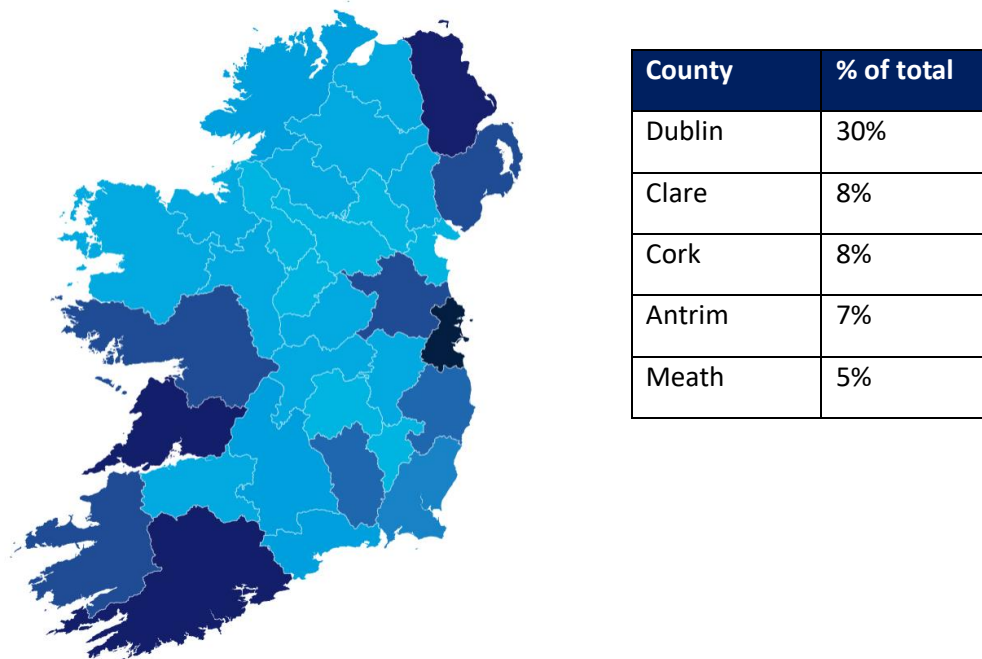 County % of total
Dublin 30%
Clare 8%
Cork 8%
Antrim 7%
Meath 5%